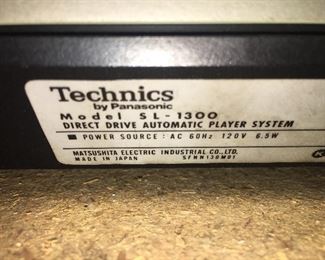 Technics
by Panasonic
Model SL-1300
DIRECT DRIVE AUTOMATIC PLAYER SYSTEM
■ POWER SOURCE : AC 60Hz 120V 6.5W
MATSUSHITA ELECTRIC INDUSTRIAL CO., LTD.
MADE IN JAPAN SFNN130M01